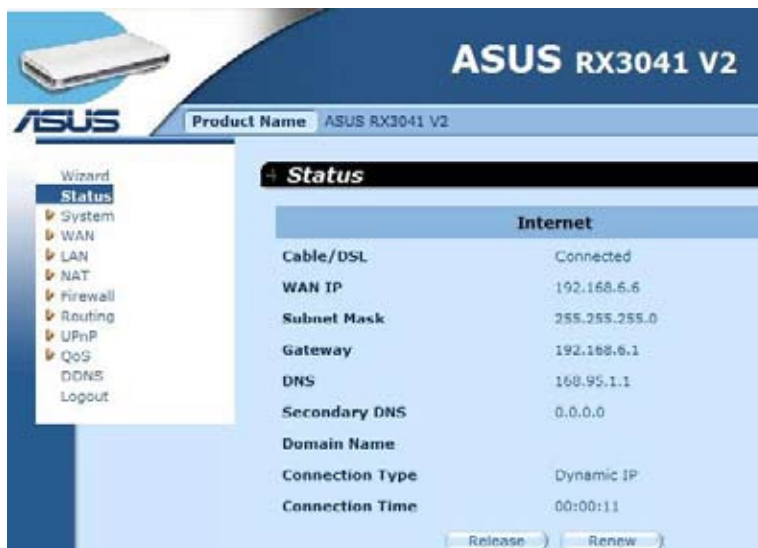 ASUS RX3041 V2
ASUS
Product Name ASUS RX3041 V2
Wizard
Status
System
WAN
LAN
NAT
Firewall
Routing
UPnP
QoS
DDNS
Logout
Status
Internet
Cable/DSL Connected
WAN IP 192.168.6.6
Subnet Mask 255.255.255.0
Gateway 192.168.6.1
DNS 168.95.1.1
Secondary DNS 0.0.0.0
Domain Name
Connection Type Dynamic IP
Connection Time 00:00:11
Release Renew